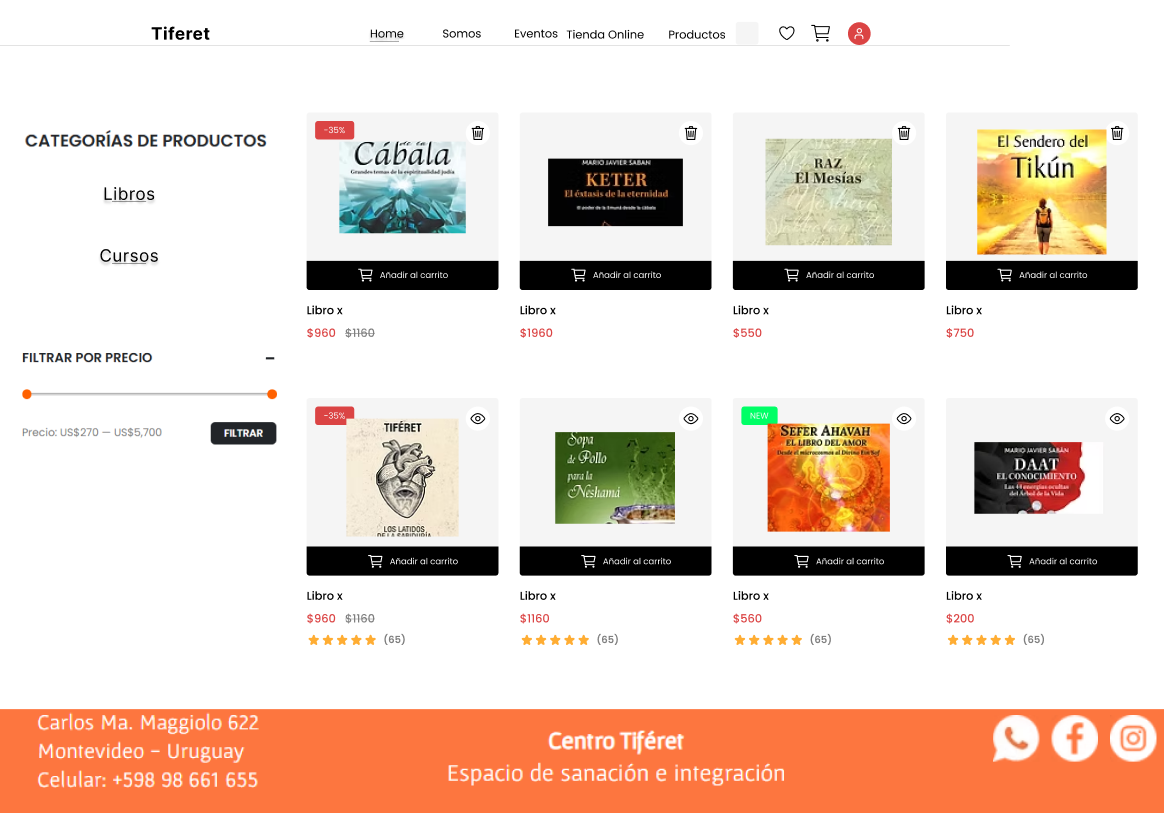 Tiferet
Home
Somos
Eventos
Tienda Online
Productos
CATEGORÍAS DE PRODUCTOS
Libros
Cursos
FILTRAR POR PRECIO
Precio: US$270 — US$5,700
FILTRAR
-35%
Cábala
Grandes temas de la espiritualidad judía
Añadir al carrito
Libro x
$960 $1160
MARIO JAVIER SABAN
KETER
El éxtasis de la eternidad
El poder de la Emuná desde la cábala
Añadir al carrito
Libro x
$1960
RAZ
El Mesías
Añadir al carrito
Libro x
$550
El Sendero del
Tikún
Añadir al carrito
Libro x
$750
-35%
TIFÉRET
LOS LATIDOS
DE LA SABIDURÍA
Añadir al carrito
Libro x
$960 $1160
(65)
Sopa
de Pollo
para la
Neshamá
Añadir al carrito
Libro x
$1160
(65)
NEW
SEFER AHAVAH
EL LIBRO DEL AMOR
Desde el microcosmos al Divino Ein Sof
Añadir al carrito
Libro x
$560
(65)
MARIO JAVIER SABÁN
DAAT
EL CONOCIMIENTO
Las 44 energías ocultas
del Árbol de la Vida
Añadir al carrito
Libro x
$200
(65)
Carlos Ma. Maggiolo 622
Montevideo - Uruguay
Celular: +598 98 661 655
Centro Tiféret
Espacio de sanación e integración